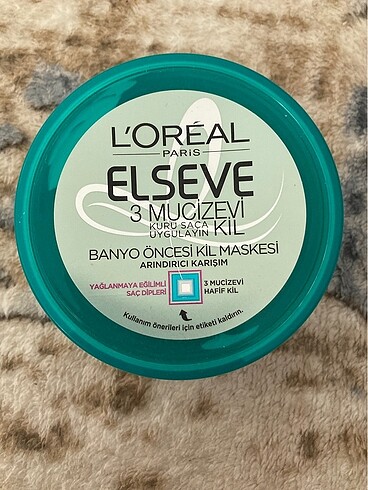 L'ORÉAL
PARIS
ELSEVE
3 MUCİZEVİ
KURU SAÇA
UYGULAYIN KİL
BANYO ÖNCESİ KİL MASKESİ
ARINDIRICI KARIŞIM
YAĞLANMAYA EĞİLİMLİ
SAÇ DİPLERİ
3 MUCİZEVİ
HAFİF KİL
Kullanım önerileri için etiketi kaldırın.